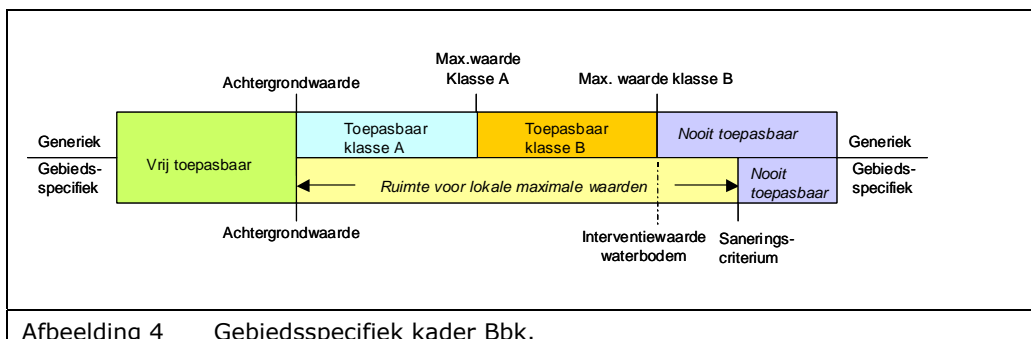 Max.waarde
Klasse A
Achtergrondwaarde
Max. waarde klasse B
Generiek
Toepasbaar
klasse A
Toepasbaar
klasse B
Nooit toepasbaar
Generiek
Vrij toepasbaar
Gebieds-
specifiek
Ruimte voor lokale maximale waarden
Nooit
toepasbaar
Gebieds-
specifiek
Achtergrondwaarde
Interventiewaarde
waterbodem
Sanerings-
criterium
Afbeelding 4 Gebiedsspecifiek kader Bbk.